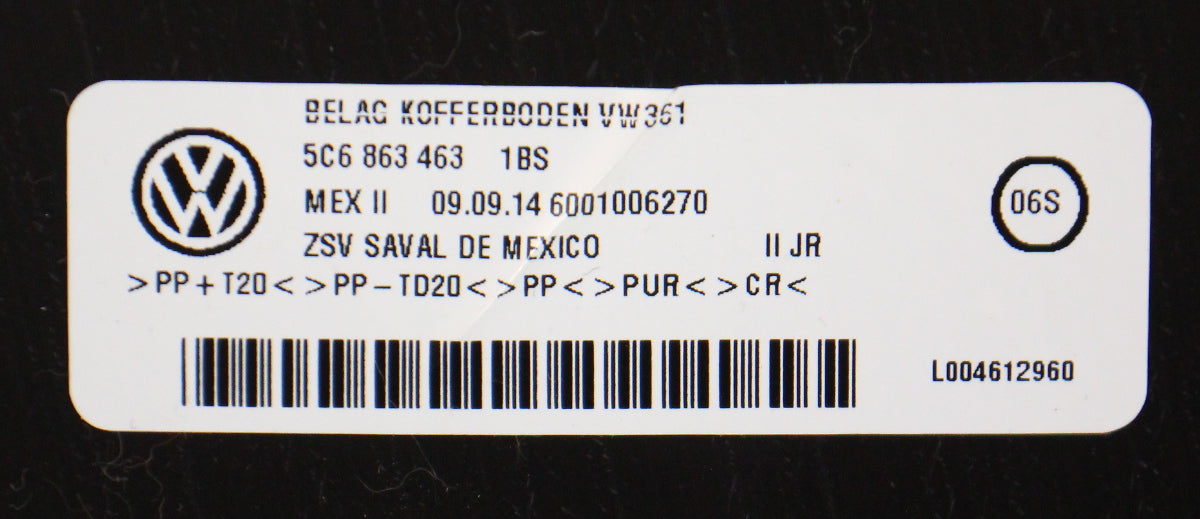 BELAG KOFFERBODEN VW361
5C6 863 463 1BS
MEX II 09.09.14 6001006270
06S
ZSV SAVAL DE MEXICO II JR
>PP+T20< >PP-TD20< >PP< >PUR< >CR<
L004612960